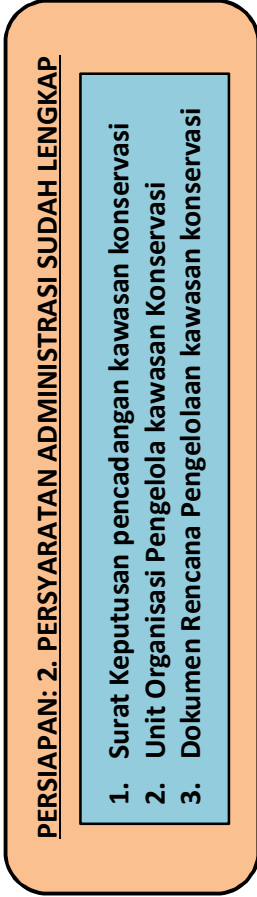 PERSIAPAN: 2. PERSYARATAN ADMINISTRASI SUDAH LENGKAP
1. Surat Keputusan pencadangan kawasan konservasi
2. Unit Organisasi Pengelola kawasan Konservasi
3. Dokumen Rencana Pengelolaan kawasan konservasi